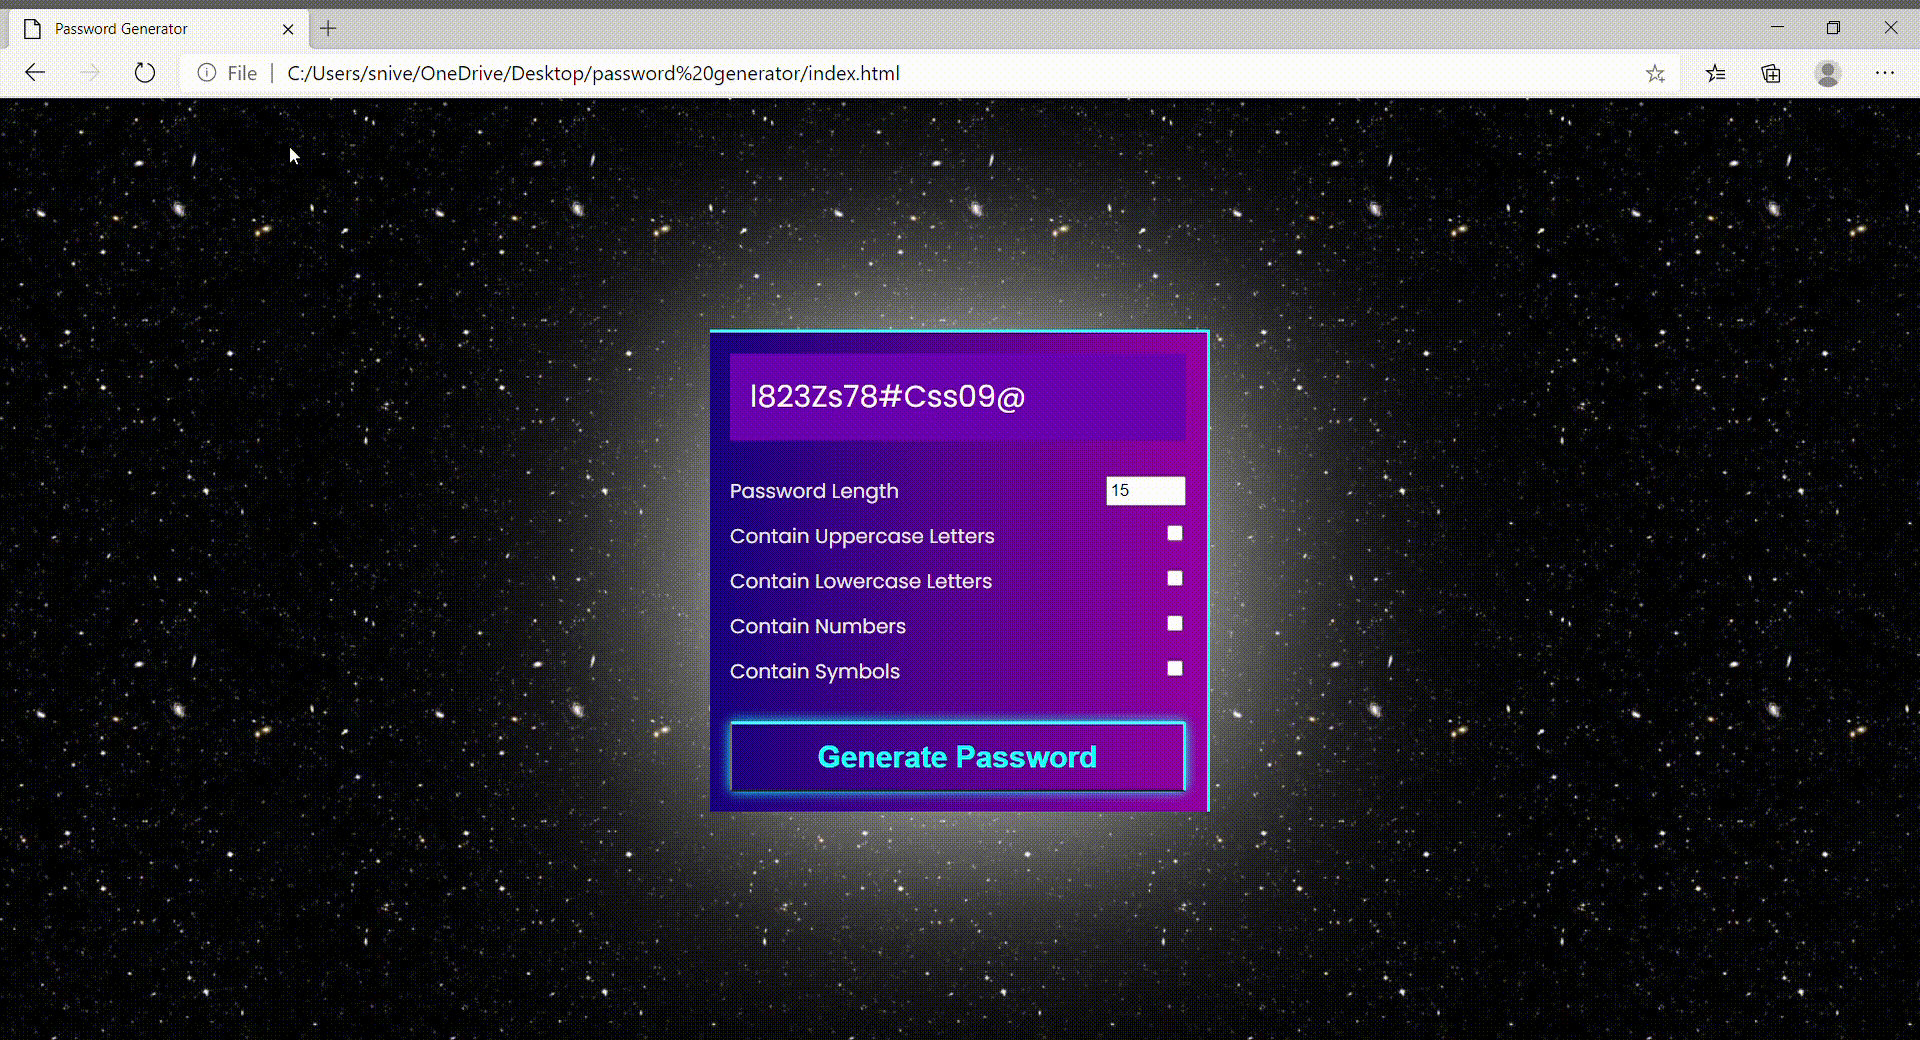 Password Generator
File | C:/Users/snive/OneDrive/Desktop/password%20generator/index.html
l823Zs78#Css09@
Password Length 15
Contain Uppercase Letters
Contain Lowercase Letters
Contain Numbers
Contain Symbols
Generate Password